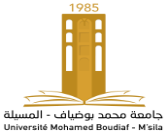 1985
جامعة محمد بوضياف - المسيلة
Université Mohamed Boudiaf - M'sila